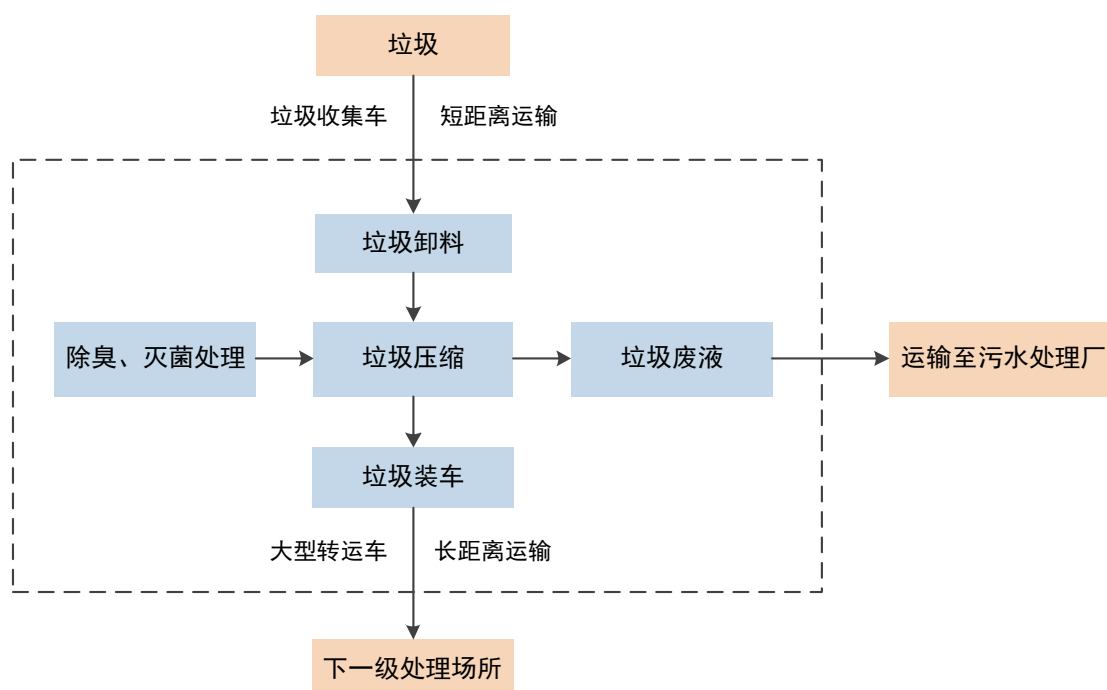 垃圾
垃圾收集车
短距离运输
垃圾卸料
除臭、灭菌处理
垃圾压缩
垃圾废液
运输至污水处理厂
垃圾装车
大型转运车
长距离运输
下一级处理场所